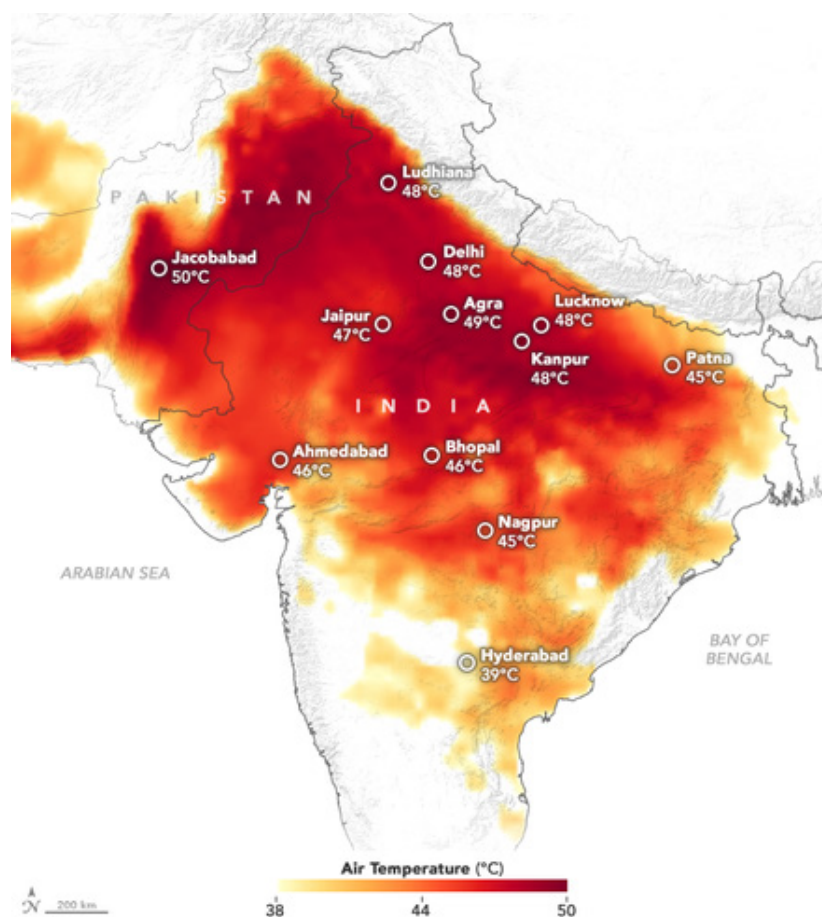 Ludhiana
48°C
PAKISTAN
Jacobabad
50°C
Delhi
48°C
Agra
49°C
Lucknow
48°C
Jaipur
47°C
Kanpur
48°C
Patna
45°C
INDIA
Ahmedabad
46°C
Bhopal
46°C
Nagpur
45°C
ARABIAN SEA
BAY OF
BENGAL
Hyderabad
39°C
Air Temperature (°C)
N
200 km
38 44 50